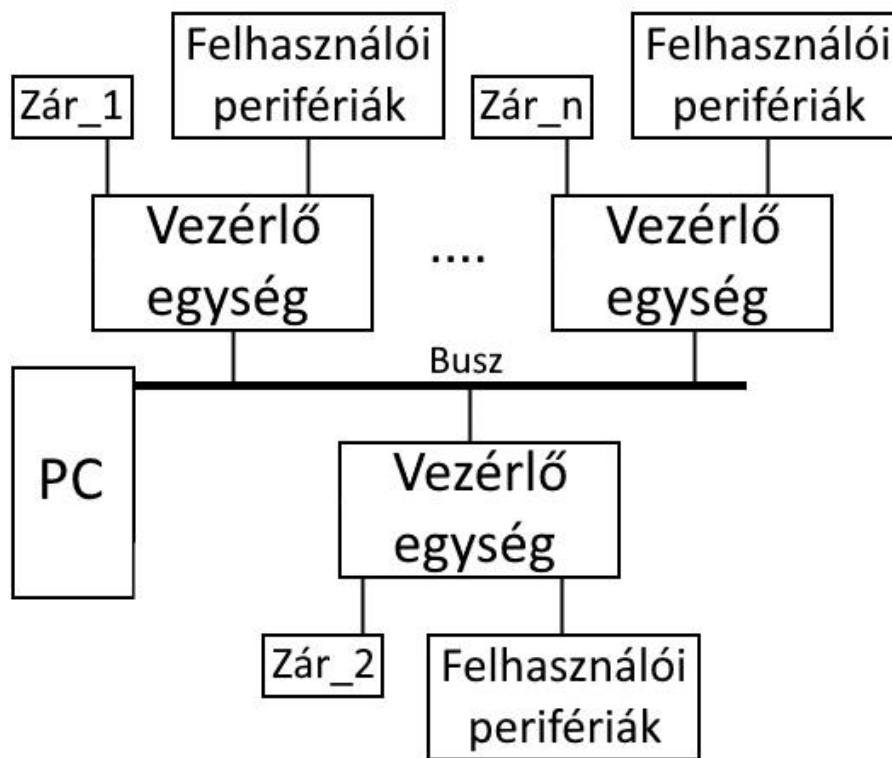 Zár_1
Felhasználói
perifériák
Zár_n
Felhasználói
perifériák
Vezérlő
egység
....
Vezérlő
egység
Busz
PC
Vezérlő
egység
Zár_2
Felhasználói
perifériák